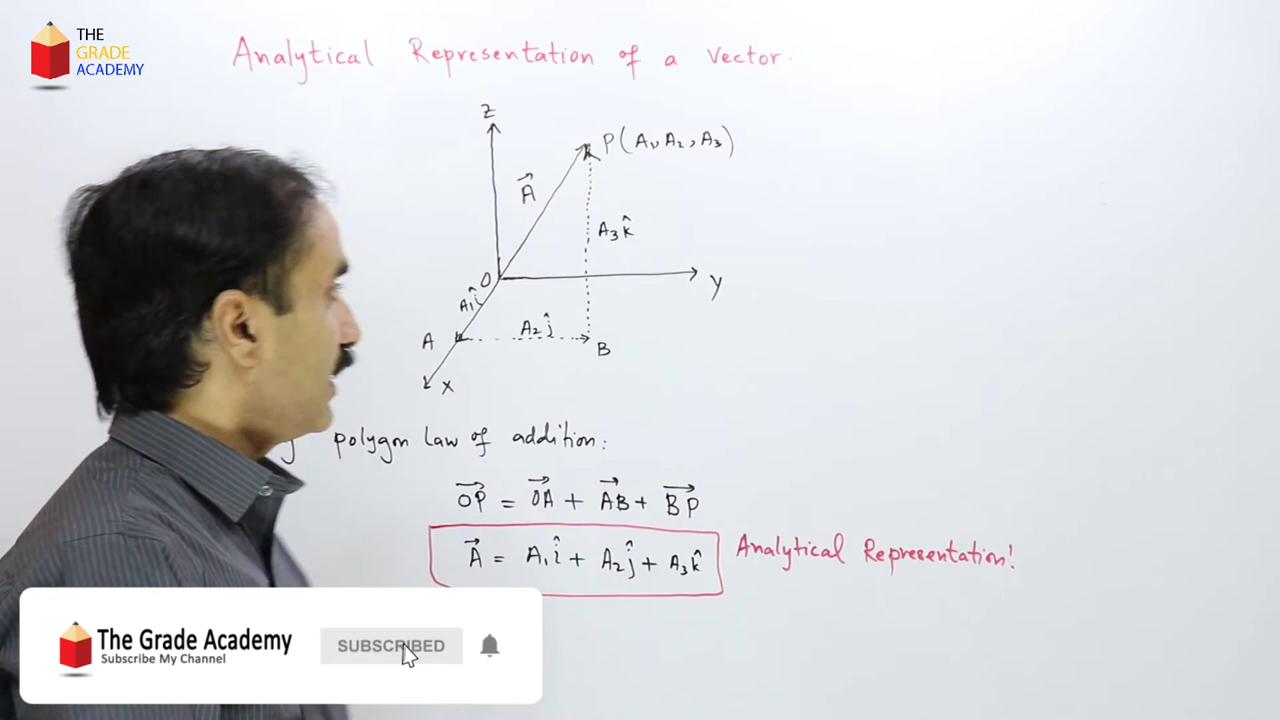 THE
GRADE
ACADEMY
Analytical Representation of a vector.
Z
P(A1, A2, A3)
A⃗
A3k̂
O
Y
A1î
A2ĵ
A
B
X
polygon law of addition:
OP⃗ = OA⃗ + AB⃗ + BP⃗
A⃗ = A1î + A2ĵ + A3k̂
Analytical Representation!
The Grade Academy
Subscribe My Channel
SUBSCRIBED